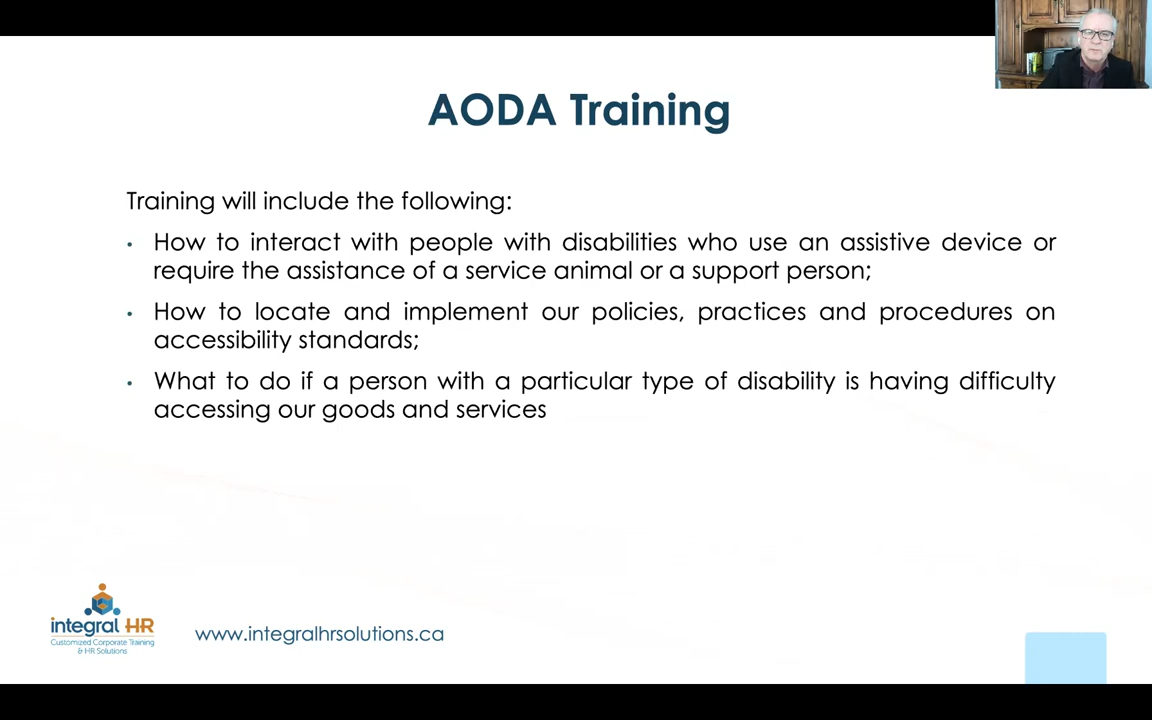 AODA Training
Training will include the following:
• How to interact with people with disabilities who use an assistive device or
require the assistance of a service animal or a support person;
• How to locate and implement our policies, practices and procedures on
accessibility standards;
• What to do if a person with a particular type of disability is having difficulty
accessing our goods and services
integral HR
Customized Corporate Training
& HR Solutions
www.integralhrsolutions.ca